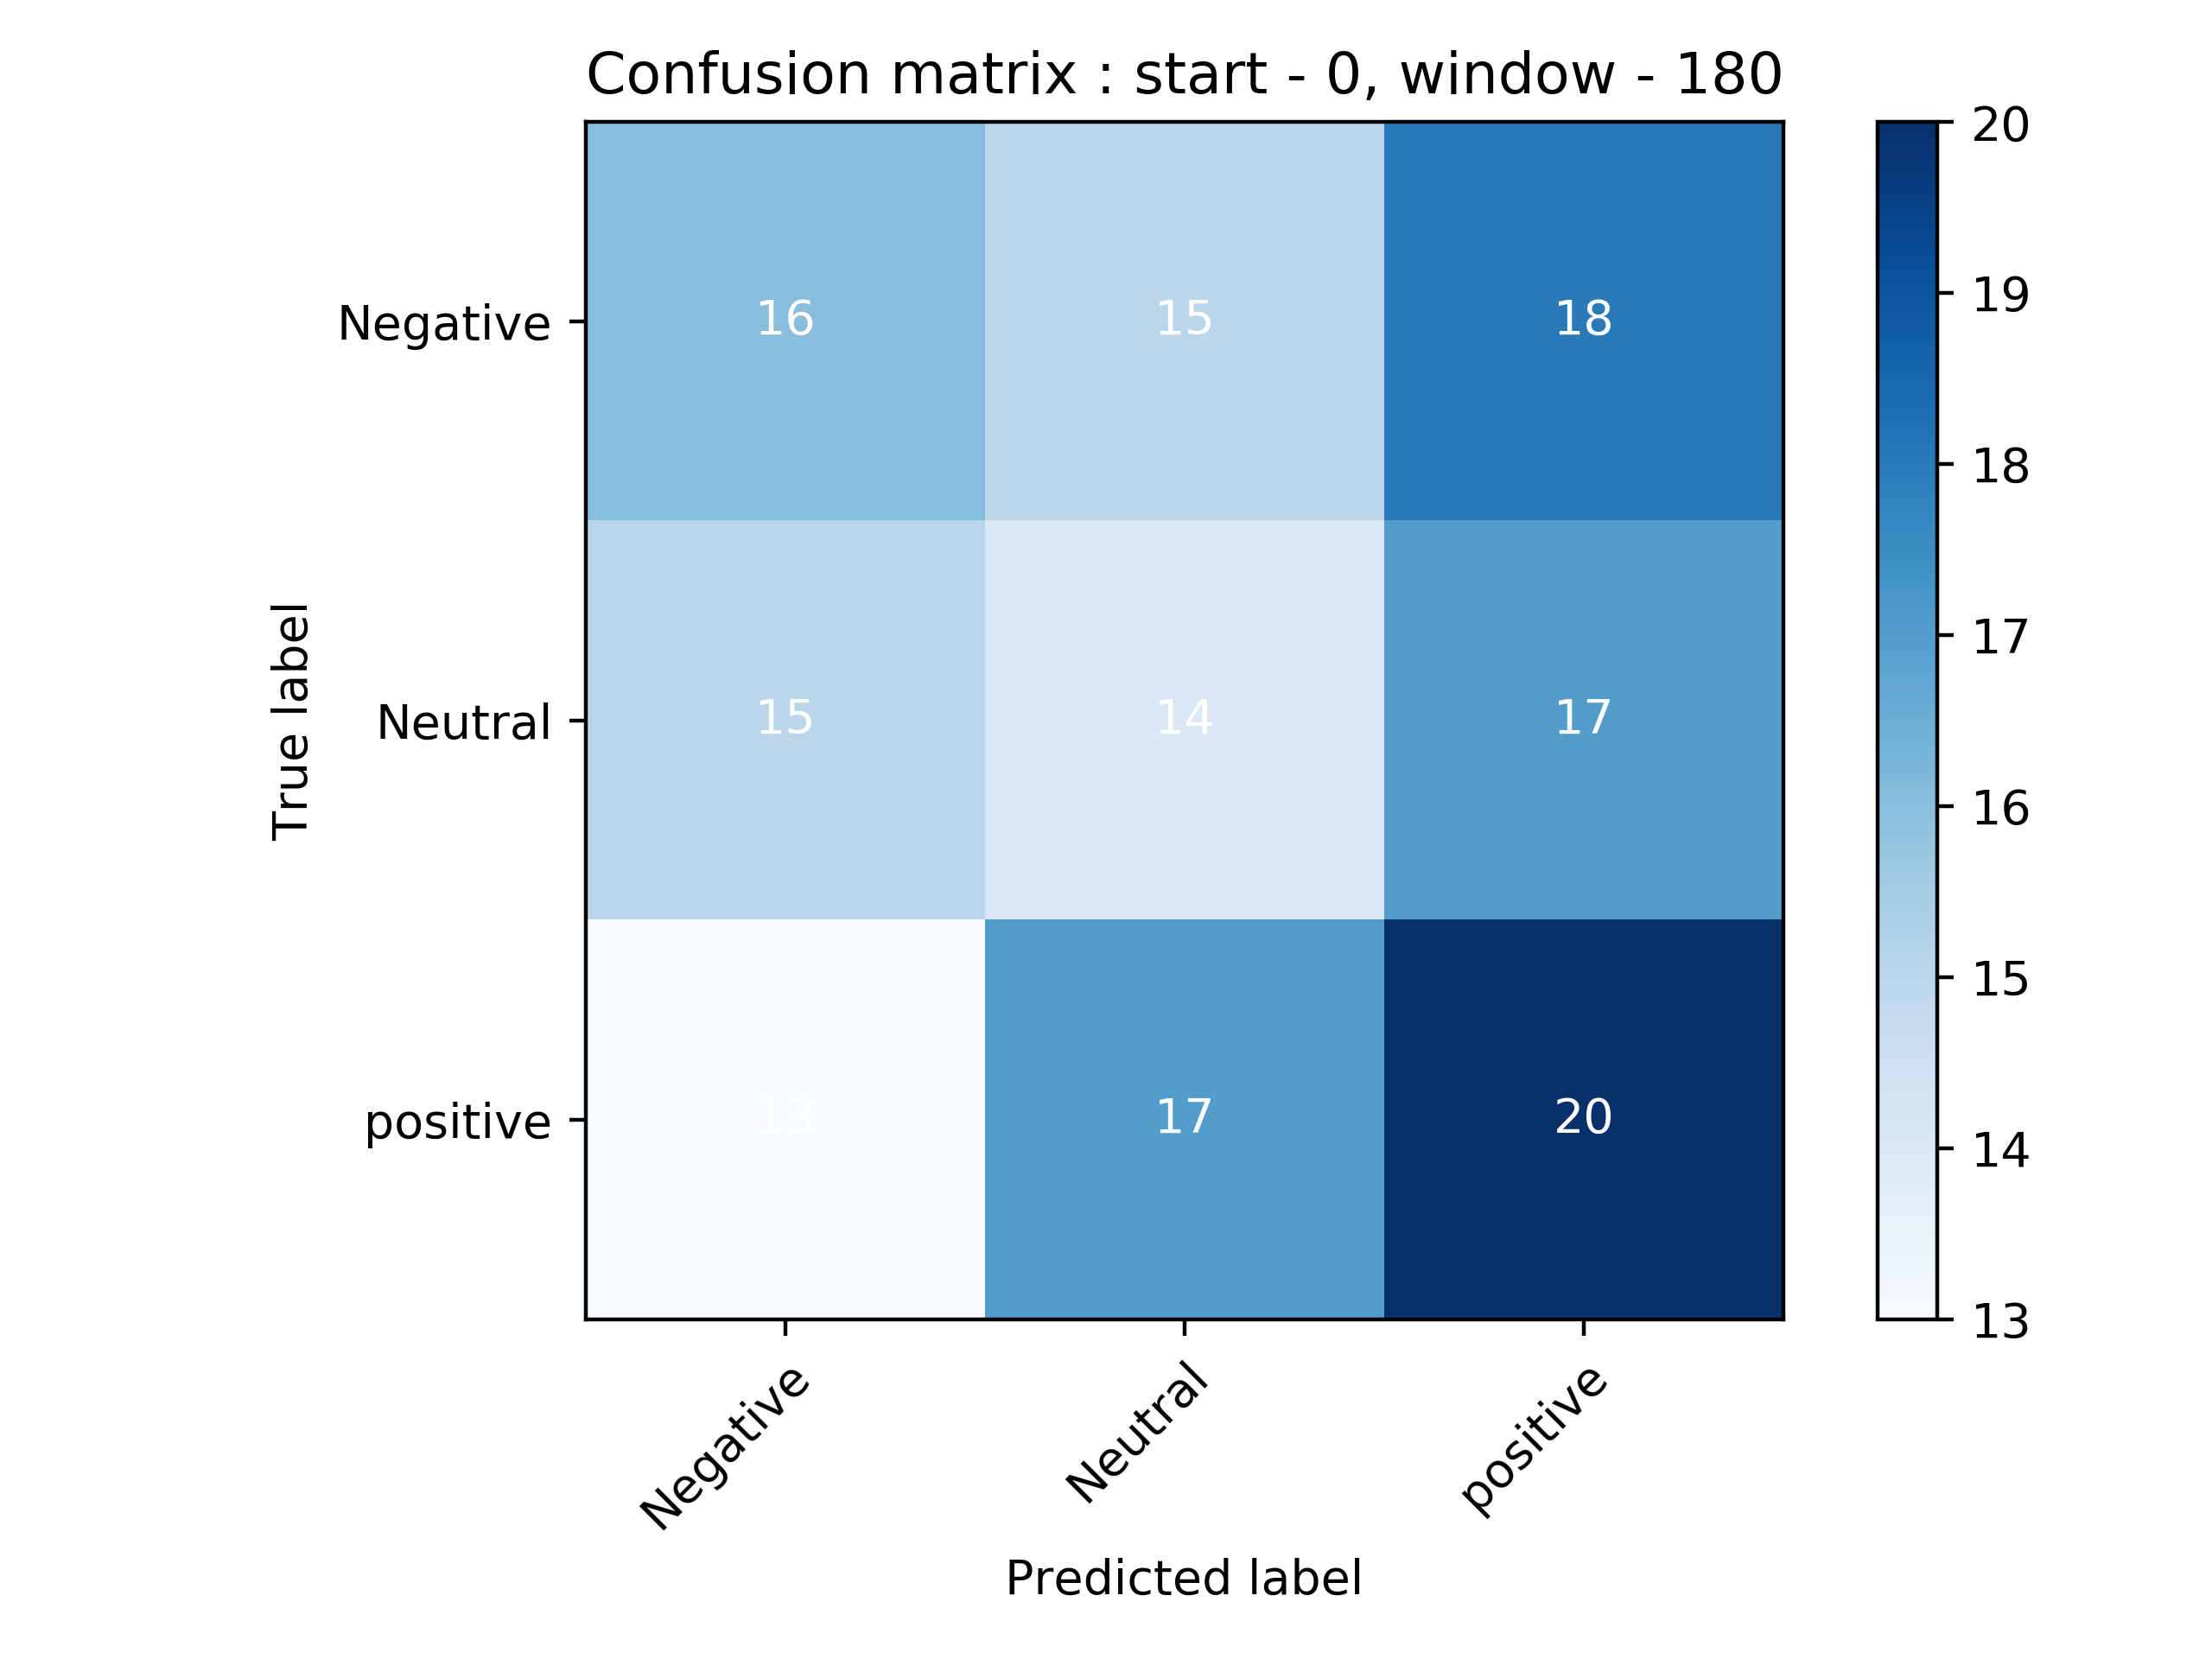 Confusion matrix : start - 0, window - 180
True label
Negative
Neutral
positive
16 15 18
15 14 17
13 17 20
Negative
Neutral
positive
Predicted label
20
19
18
17
16
15
14
13